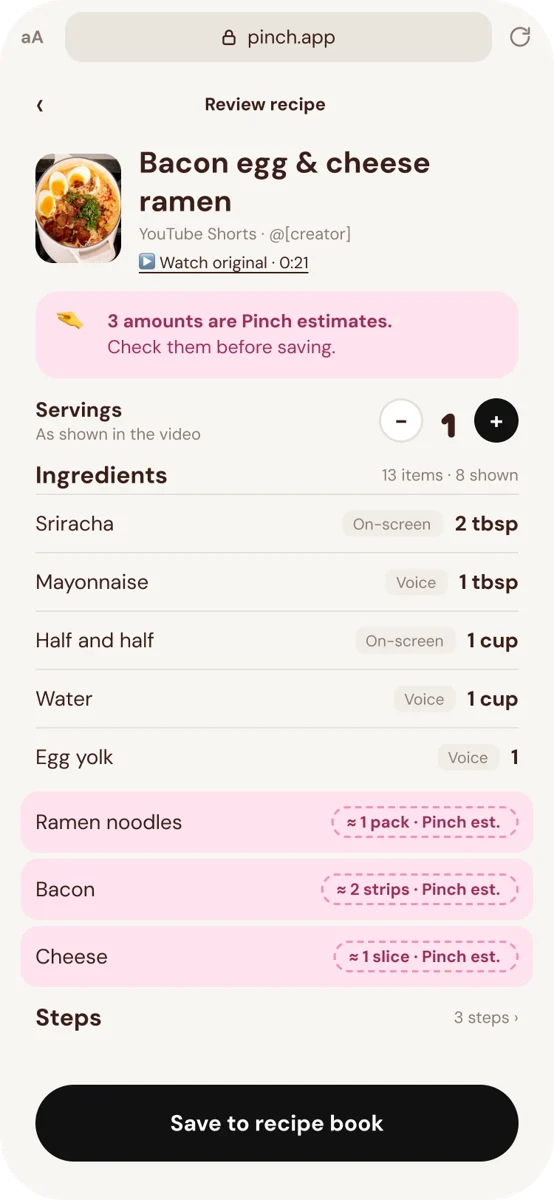 aA
pinch.app
‹ Review recipe
Bacon egg & cheese
ramen
YouTube Shorts · @[creator]
▶️ Watch original · 0:21
3 amounts are Pinch estimates.
Check them before saving.
Servings
As shown in the video
− 1 +
Ingredients 13 items · 8 shown
Sriracha On-screen 2 tbsp
Mayonnaise Voice 1 tbsp
Half and half On-screen 1 cup
Water Voice 1 cup
Egg yolk Voice 1
Ramen noodles ≈ 1 pack · Pinch est.
Bacon ≈ 2 strips · Pinch est.
Cheese ≈ 1 slice · Pinch est.
Steps 3 steps ›
Save to recipe book